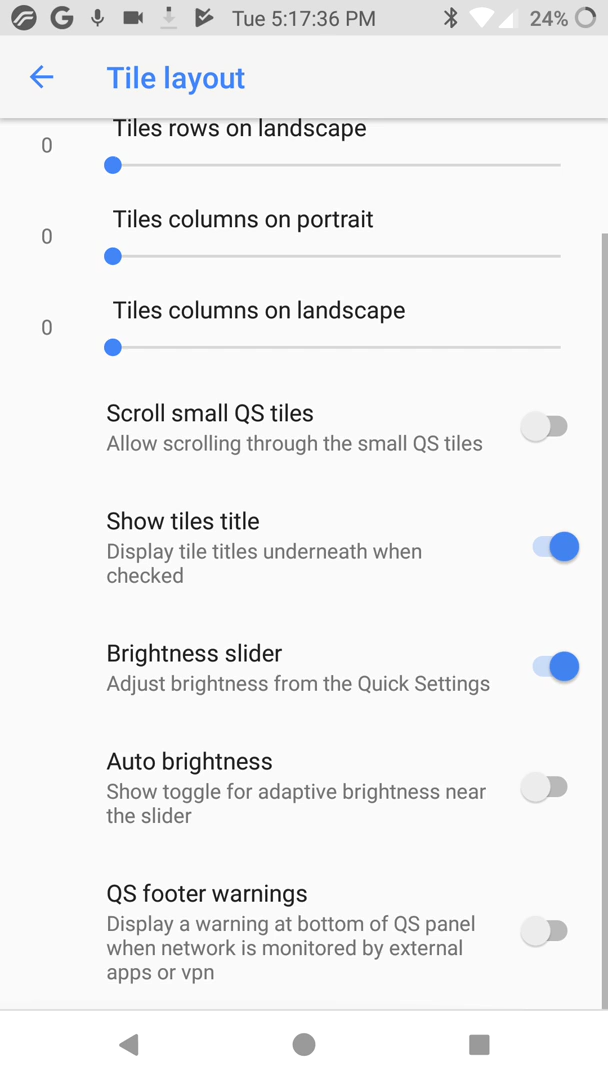 Tue 5:17:36 PM 24%
Tile layout
Tiles rows on landscape
0
Tiles columns on portrait
0
Tiles columns on landscape
0
Scroll small QS tiles
Allow scrolling through the small QS tiles
Show tiles title
Display tile titles underneath when
checked
Brightness slider
Adjust brightness from the Quick Settings
Auto brightness
Show toggle for adaptive brightness near
the slider
QS footer warnings
Display a warning at bottom of QS panel
when network is monitored by external
apps or vpn